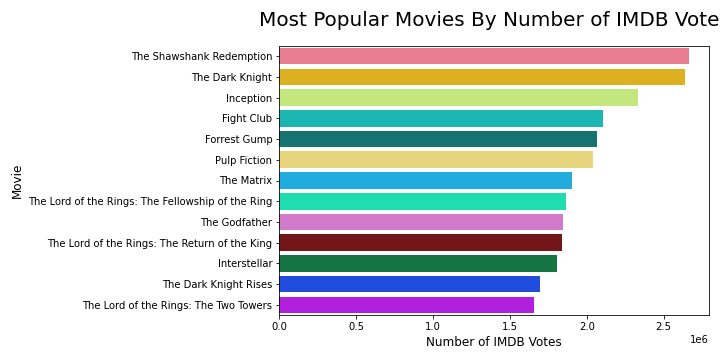 Most Popular Movies By Number of IMDB Vote
The Shawshank Redemption
The Dark Knight
Inception
Fight Club
Forrest Gump
Pulp Fiction
The Matrix
The Lord of the Rings: The Fellowship of the Ring
The Godfather
The Lord of the Rings: The Return of the King
Interstellar
The Dark Knight Rises
The Lord of the Rings: The Two Towers
Movie
0.0 0.5 1.0 1.5 2.0 2.5
1e6
Number of IMDB Votes